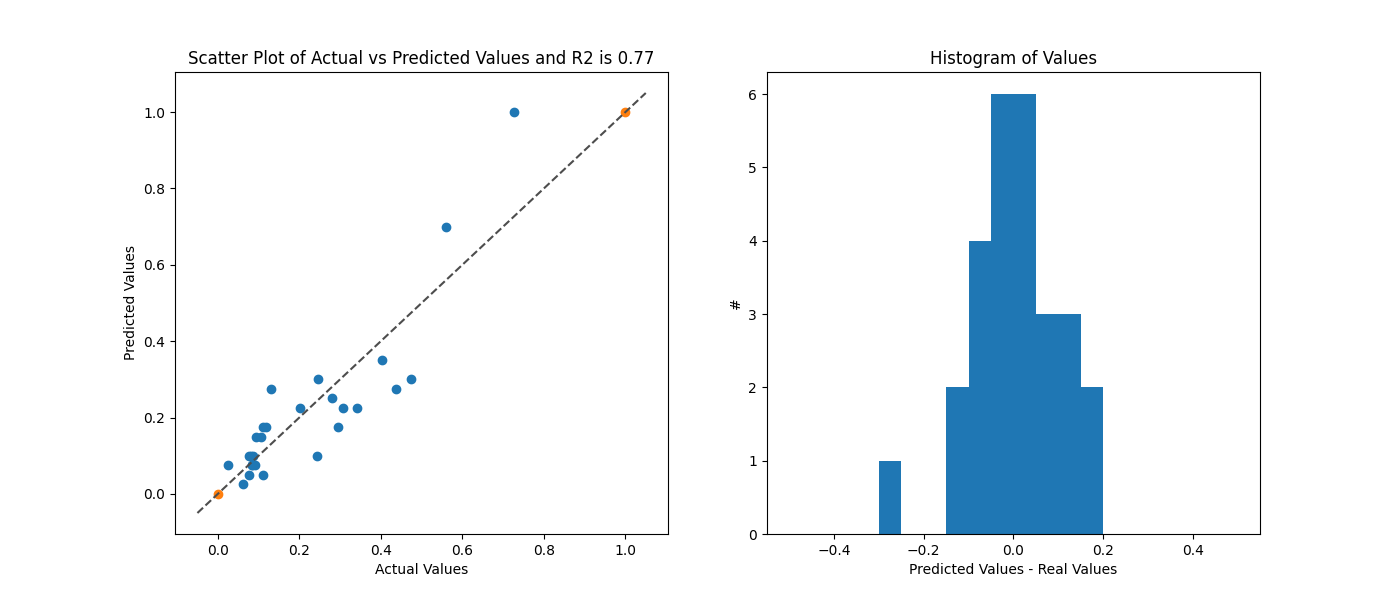 Scatter Plot of Actual vs Predicted Values and R2 is 0.77
1.0
0.8
0.6
0.4
0.2
0.0
Predicted Values
0.0 0.2 0.4 0.6 0.8 1.0
Actual Values
Histogram of Values
6
5
4
3
2
1
0
#
−0.4 −0.2 0.0 0.2 0.4
Predicted Values - Real Values